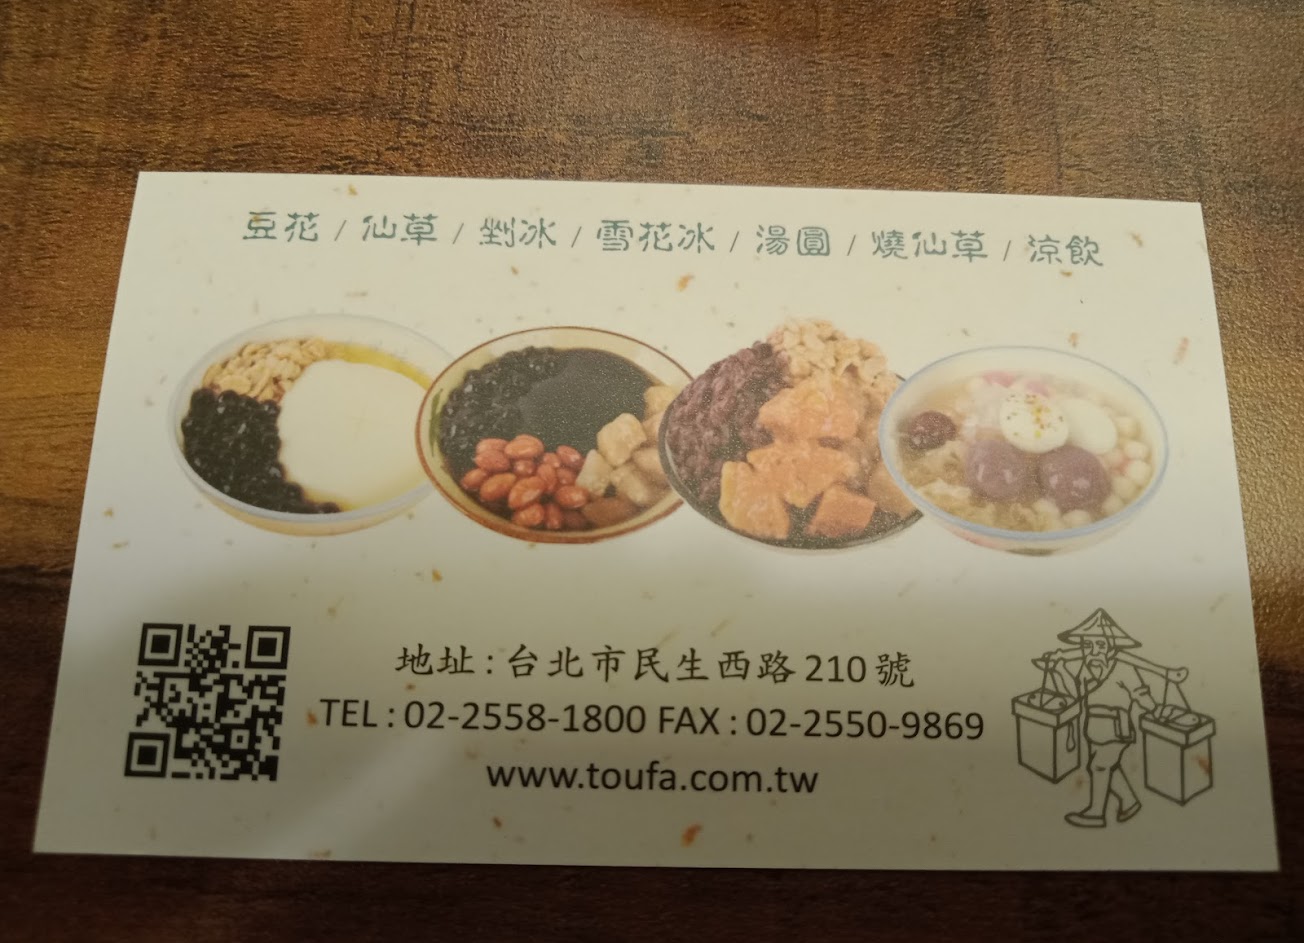 豆花 / 仙草 / 剉冰 / 雪花冰 / 湯圓 / 燒仙草 / 涼飲
地址:台北市民生西路210號
TEL:02-2558-1800 FAX:02-2550-9869
www.toufa.com.tw